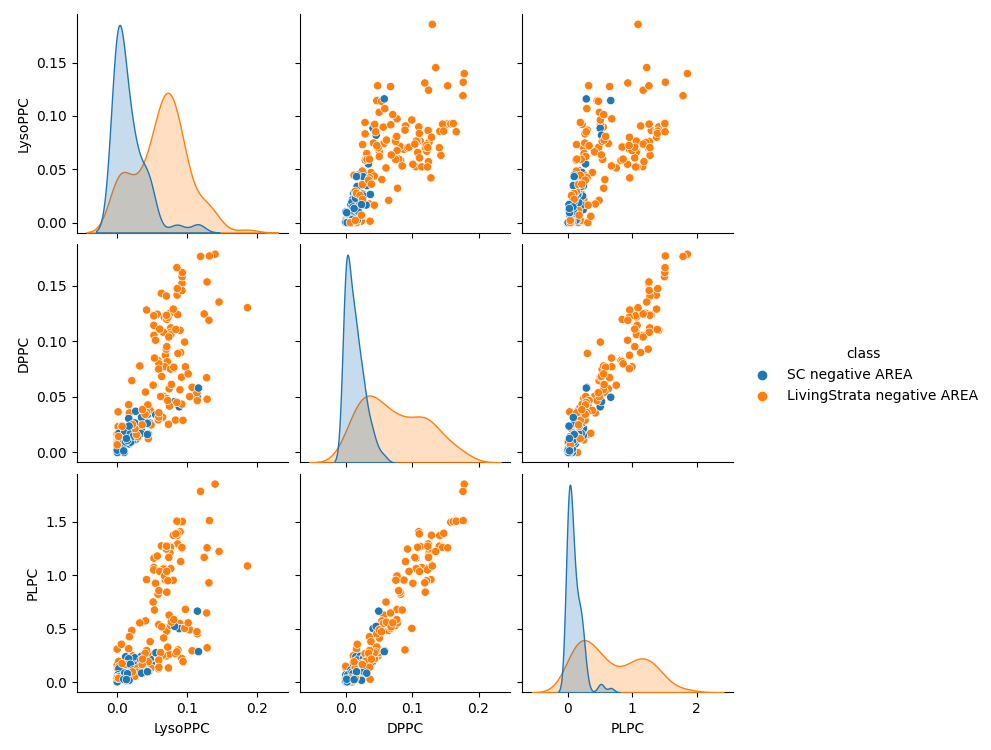 0.15
0.10
0.05
0.00
LysoPPC
0.15
0.10
0.05
0.00
DPPC
class
SC negative AREA
LivingStrata negative AREA
1.5
1.0
0.5
0.0
PLPC
0.0 0.1 0.2
LysoPPC
0.0 0.1 0.2
DPPC
0 1 2
PLPC